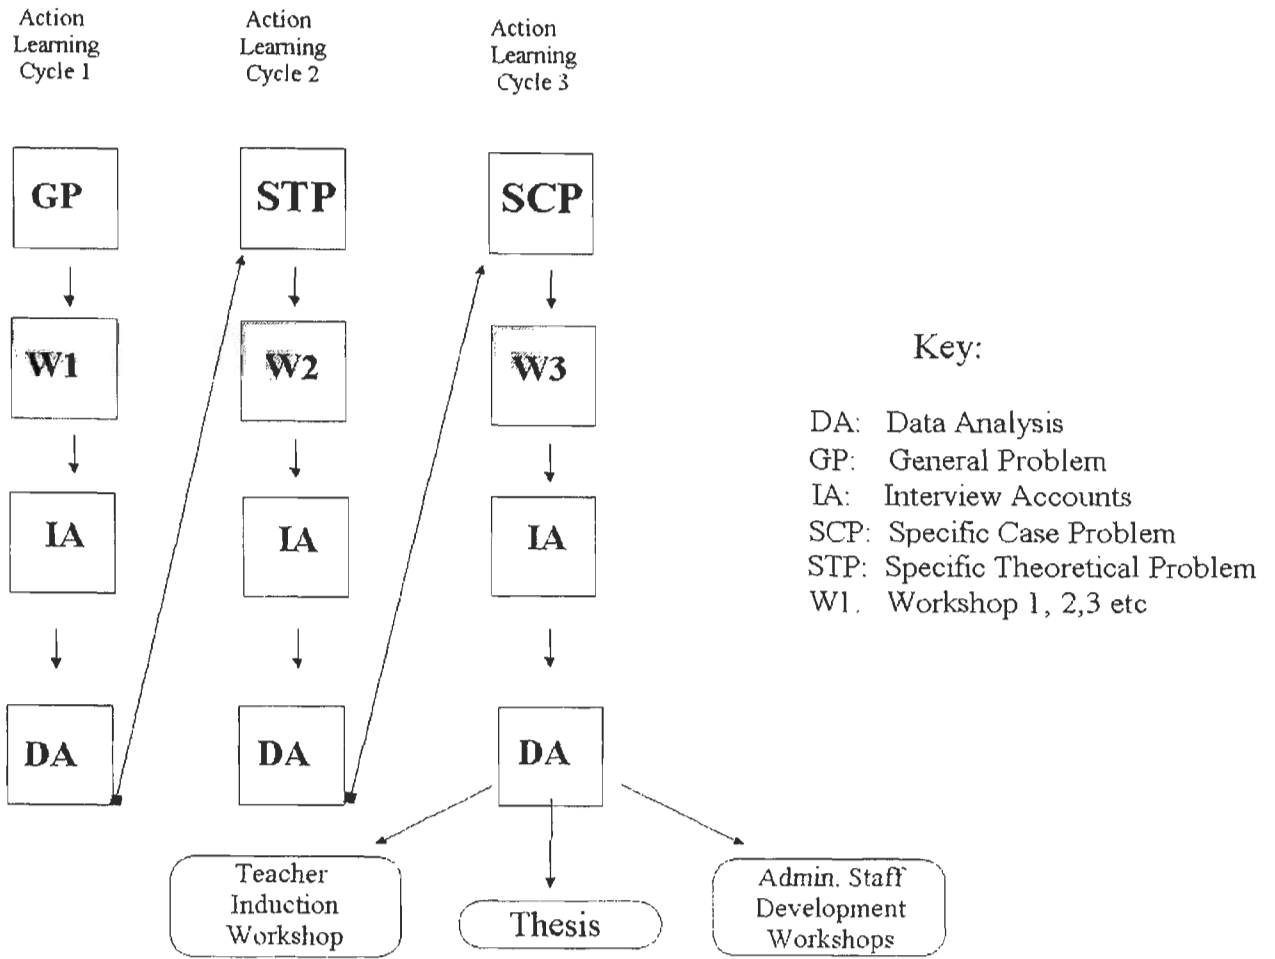 Action
Learning
Cycle 1
Action
Learning
Cycle 2
Action
Learning
Cycle 3
GP
STP
SCP
W1
W2
W3
IA
IA
IA
DA
DA
DA
Teacher
Induction
Workshop
Thesis
Admin. Staff
Development
Workshops
Key:
DA: Data Analysis
GP: General Problem
IA: Interview Accounts
SCP: Specific Case Problem
STP: Specific Theoretical Problem
W1. Workshop 1, 2,3 etc